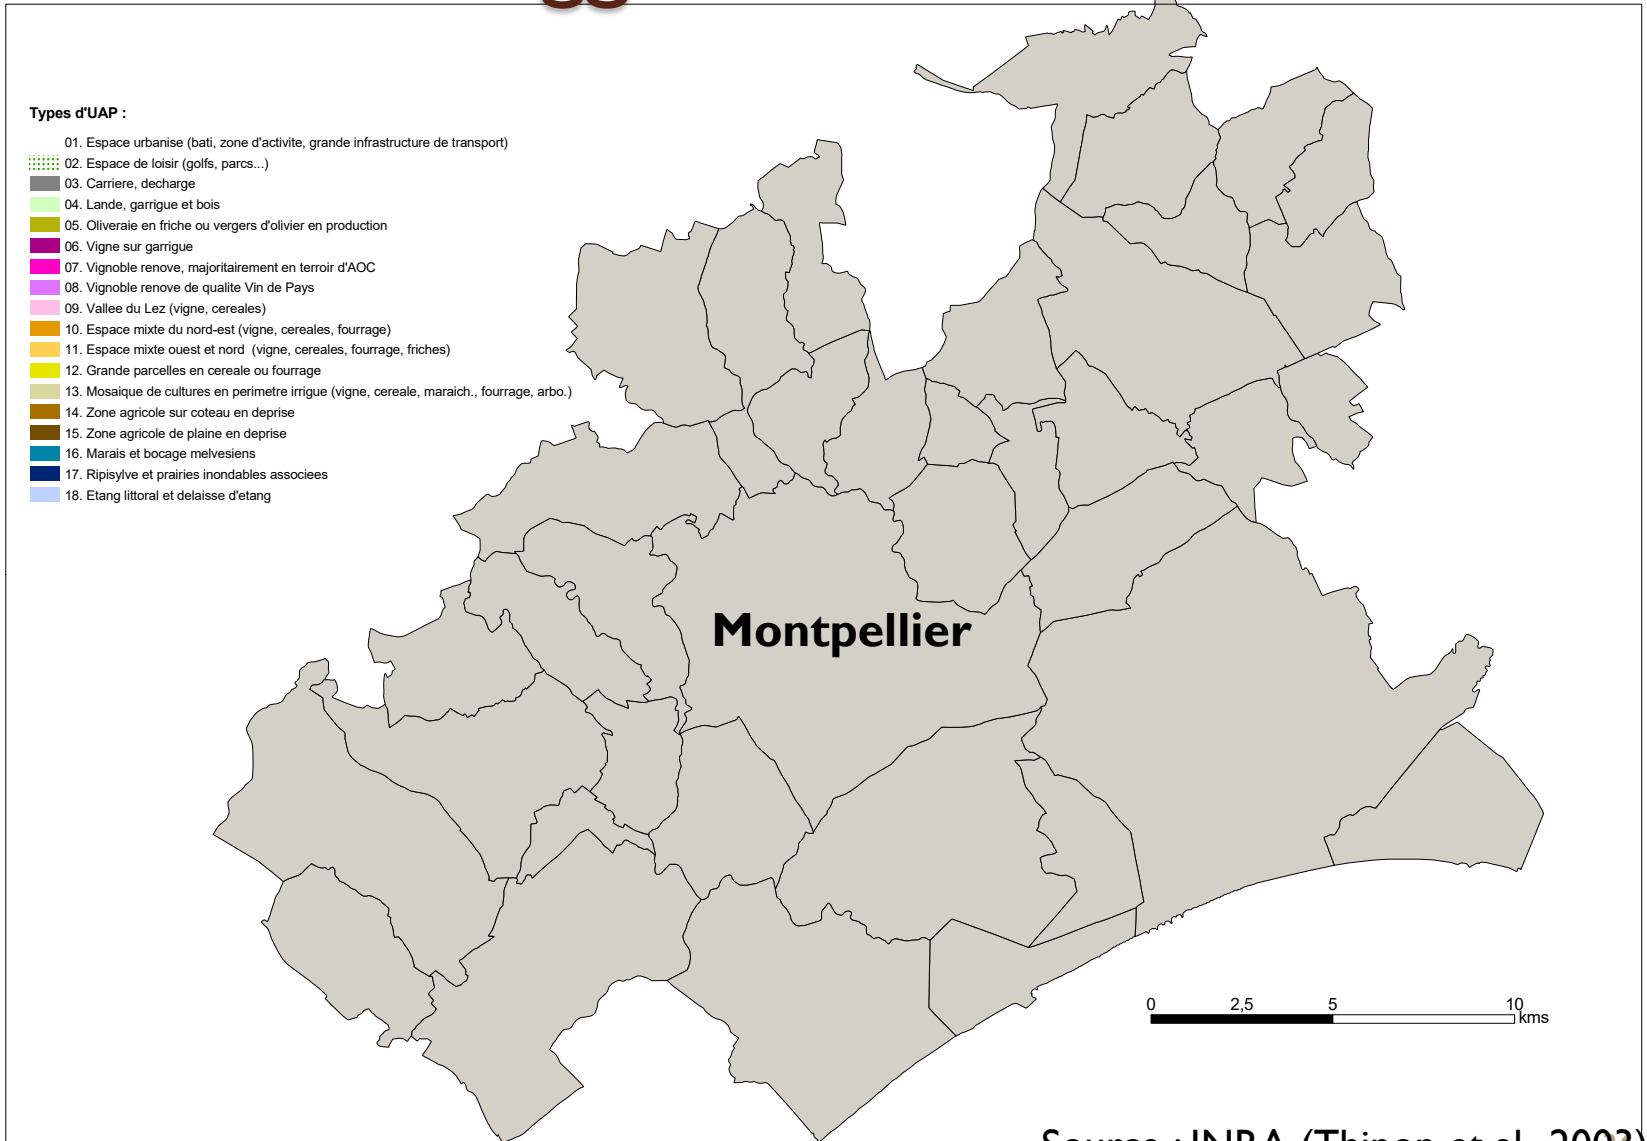 Types d'UAP :
01. Espace urbanise (bati, zone d'activite, grande infrastructure de transport)
02. Espace de loisir (golfs, parcs...)
03. Carriere, decharge
04. Lande, garrigue et bois
05. Oliveraie en friche ou vergers d'olivier en production
06. Vigne sur garrigue
07. Vignoble renove, majoritairement en terroir d'AOC
08. Vignoble renove de qualite Vin de Pays
09. Vallee du Lez (vigne, cereales)
10. Espace mixte du nord-est (vigne, cereales, fourrage)
11. Espace mixte ouest et nord (vigne, cereales, fourrage, friches)
12. Grande parcelles en cereale ou fourrage
13. Mosaique de cultures en perimetre irrigue (vigne, cereale, maraich., fourrage, arbo.)
14. Zone agricole sur coteau en deprise
15. Zone agricole de plaine en deprise
16. Marais et bocage melvesiens
17. Ripisylve et prairies inondables associees
18. Etang littoral et delaisse d'etang
Montpellier
0 2,5 5 10
kms
Source : INRA (Thinon et al., 2003)